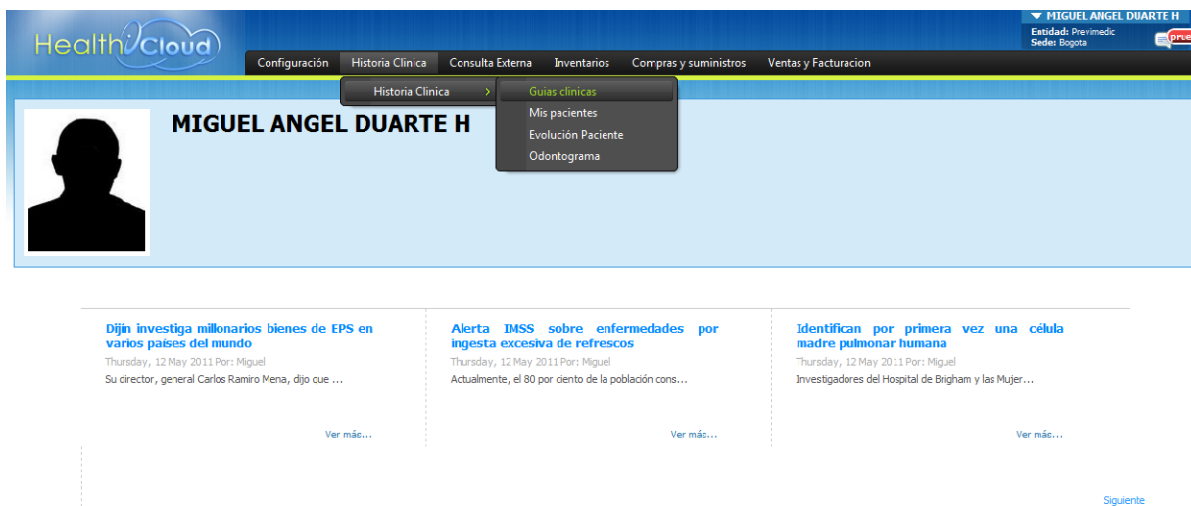 HealthCloud
MIGUEL ANGEL DUARTE H
Entidad: Previmedic
Sede: Bogota
Configuración Historia Clinica Consulta Externa Inventarios Compras y suministros Ventas y Facturacion
Historia Clinica > Guias clinicas
Mis pacientes
Evolución Paciente
Odontograma
MIGUEL ANGEL DUARTE H
Dijin investiga millonarios bienes de EPS en
varios países del mundo
Thursday, 12 May 2011 Por: Miguel
Su director, general Carlos Ramiro Mena, dijo que ...
Ver más...
Alerta IMSS sobre enfermedades por
ingesta excesiva de refrescos
Thursday, 12 May 2011 Por: Miguel
Actualmente, el 80 por ciento de la población cons...
Ver más...
Identifican por primera vez una célula
madre pulmonar humana
Thursday, 12 May 2011 Por: Miguel
Investigadores del Hospital de Brigham y las Mujer...
Ver más...
Siguiente